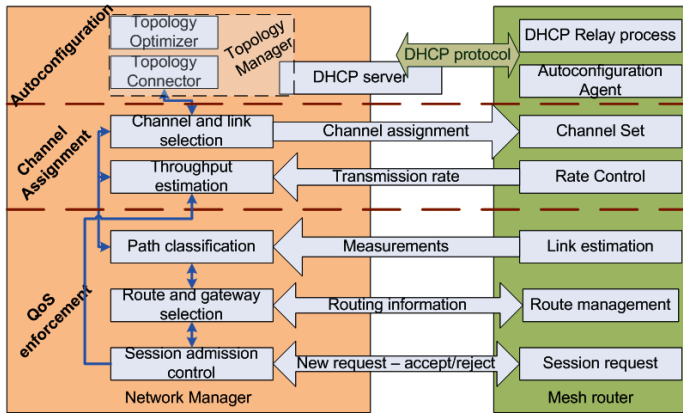 Autoconfiguration
Topology
Optimizer
Topology
Connector
Topology
Manager
DHCP server
DHCP protocol
DHCP Relay process
Autoconfiguration
Agent
Channel
Assignment
Channel and link
selection
Channel assignment
Channel Set
Throughput
estimation
Transmission rate
Rate Control
QoS
enforcement
Path classification
Measurements
Link estimation
Route and gateway
selection
Routing information
Route management
Session admission
control
New request – accept/reject
Session request
Network Manager
Mesh router